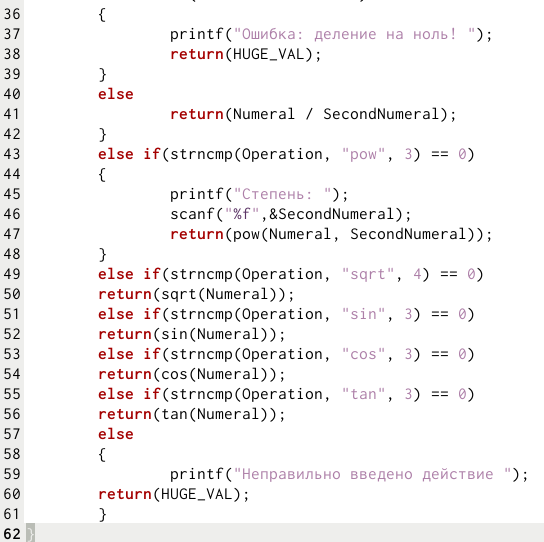 36 {
37 printf("Ошибка: деление на ноль! ");
38 return(HUGE_VAL);
39 }
40 else
41 return(Numeral / SecondNumeral);
42 }
43 else if(strncmp(Operation, "pow", 3) == 0)
44 {
45 printf("Степень: ");
46 scanf("%f",&SecondNumeral);
47 return(pow(Numeral, SecondNumeral));
48 }
49 else if(strncmp(Operation, "sqrt", 4) == 0)
50 return(sqrt(Numeral));
51 else if(strncmp(Operation, "sin", 3) == 0)
52 return(sin(Numeral));
53 else if(strncmp(Operation, "cos", 3) == 0)
54 return(cos(Numeral));
55 else if(strncmp(Operation, "tan", 3) == 0)
56 return(tan(Numeral));
57 else
58 {
59 printf("Неправильно введено действие ");
60 return(HUGE_VAL);
61 }
62 }